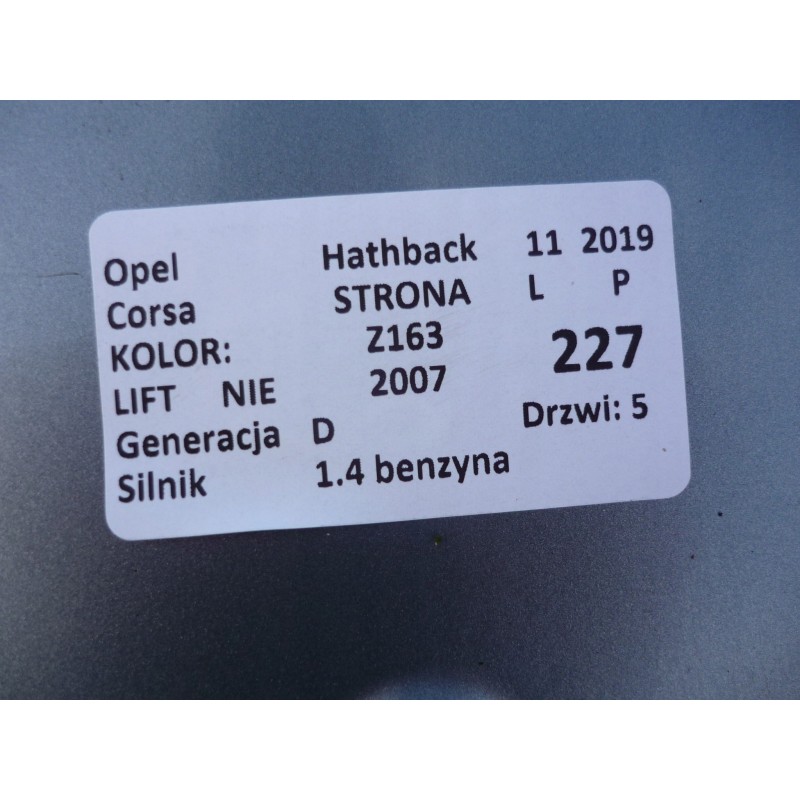 Opel Hathback 11 2019
Corsa STRONA L P
KOLOR: Z163 227
LIFT NIE 2007
Generacja D Drzwi: 5
Silnik 1.4 benzyna